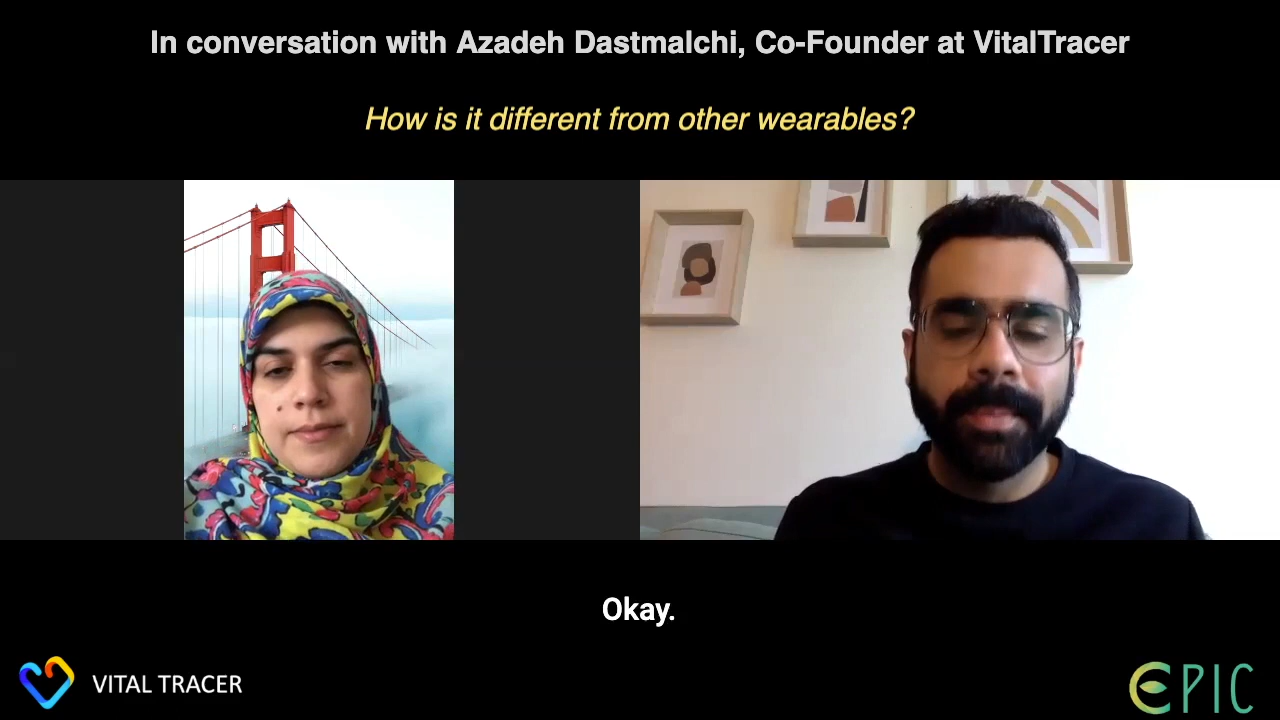 In conversation with Azadeh Dastmalchi, Co-Founder at VitalTracer
How is it different from other wearables?
Okay.
VITAL TRACER
EPIC